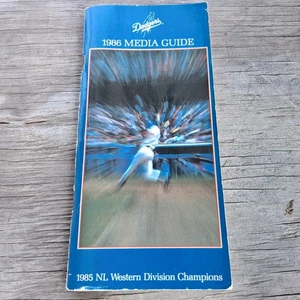 Dodgers
1986 MEDIA GUIDE
1985 NL Western Division Champions